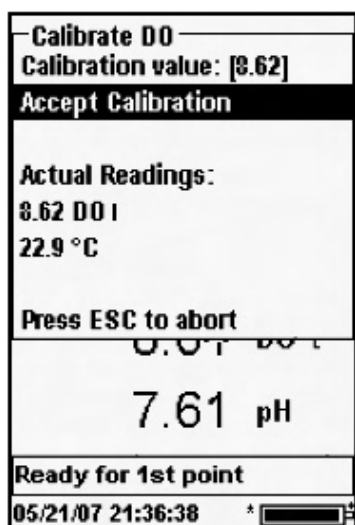 Calibrate DO
Calibration value: [8.62]
Accept Calibration
Actual Readings:
8.62 DO
22.9 °C
Press ESC to abort
7.61 pH
Ready for 1st point
05/21/07 21:36:38